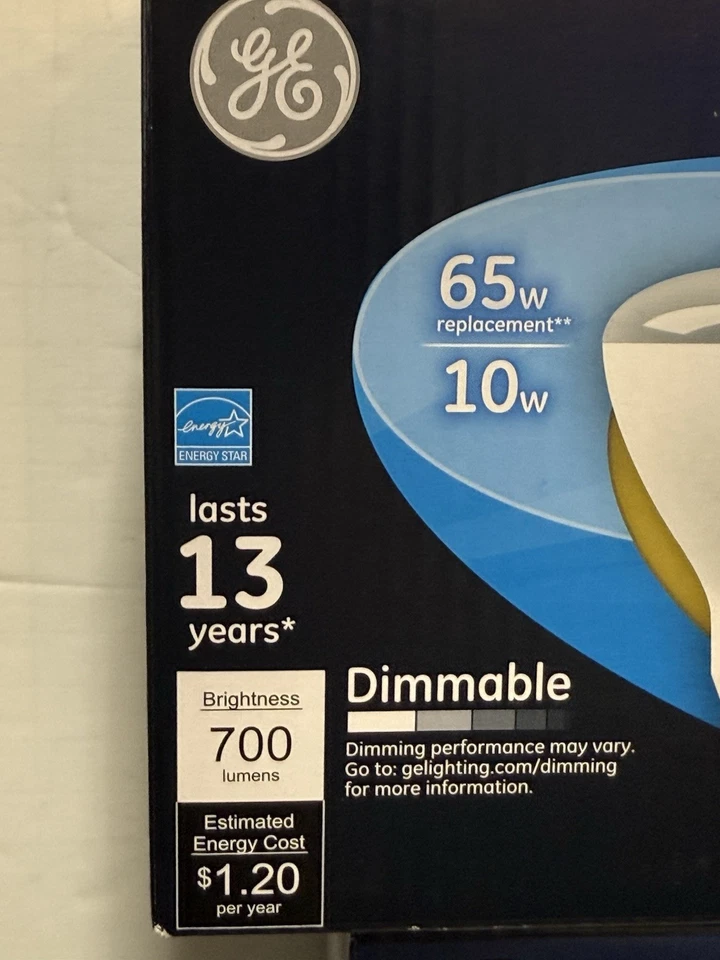 GE
65w
replacement**
10w
energy
ENERGY STAR
lasts
13
years*
Brightness
700
lumens
Estimated
Energy Cost
$1.20
per year
Dimmable
Dimming performance may vary.
Go to: gelighting.com/dimming
for more information.